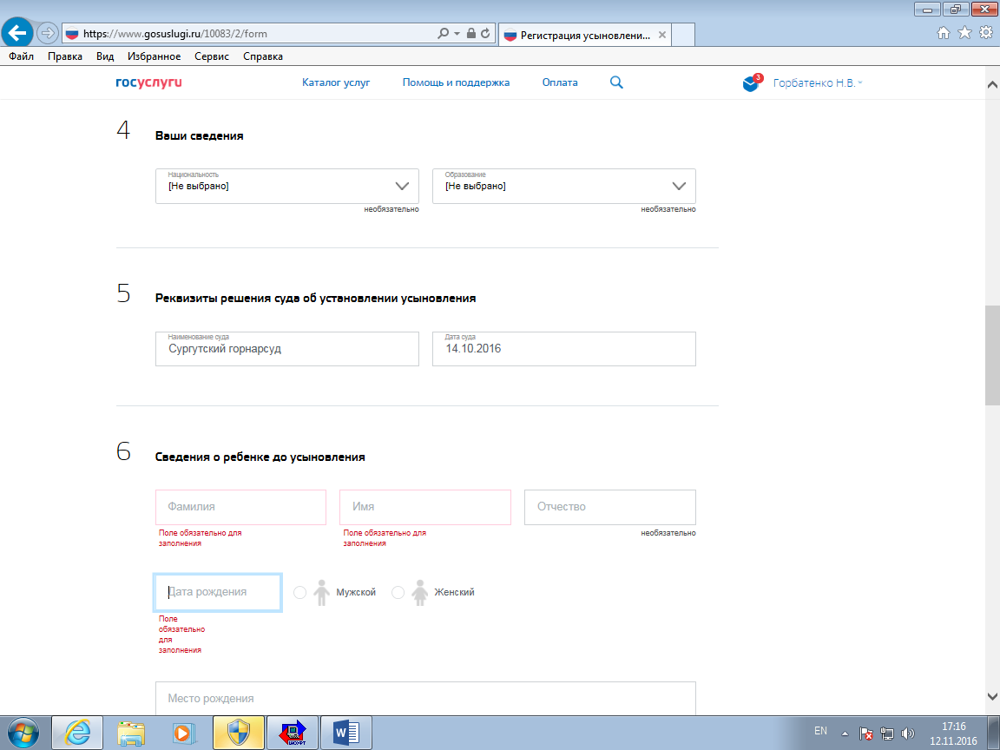 https://www.gosuslugi.ru/10083/2/form
Регистрация усыновлени...
Файл Правка Вид Избранное Сервис Справка
госуслуги Каталог услуг Помощь и поддержка Оплата 3 Горбатенко Н.В.
4 Ваши сведения
Национальность Образование
[Не выбрано] [Не выбрано]
необязательно необязательно
5 Реквизиты решения суда об установлении усыновления
Наименование суда Дата суда
Сургутский горнарсуд 14.10.2016
6 Сведения о ребенке до усыновления
Фамилия Имя Отчество
Поле обязательно для Поле обязательно для необязательно
заполнения заполнения
Дата рождения Мужской Женский
Поле
обязательно
для
заполнения
Место рождения
EN 17:16
12.11.2016